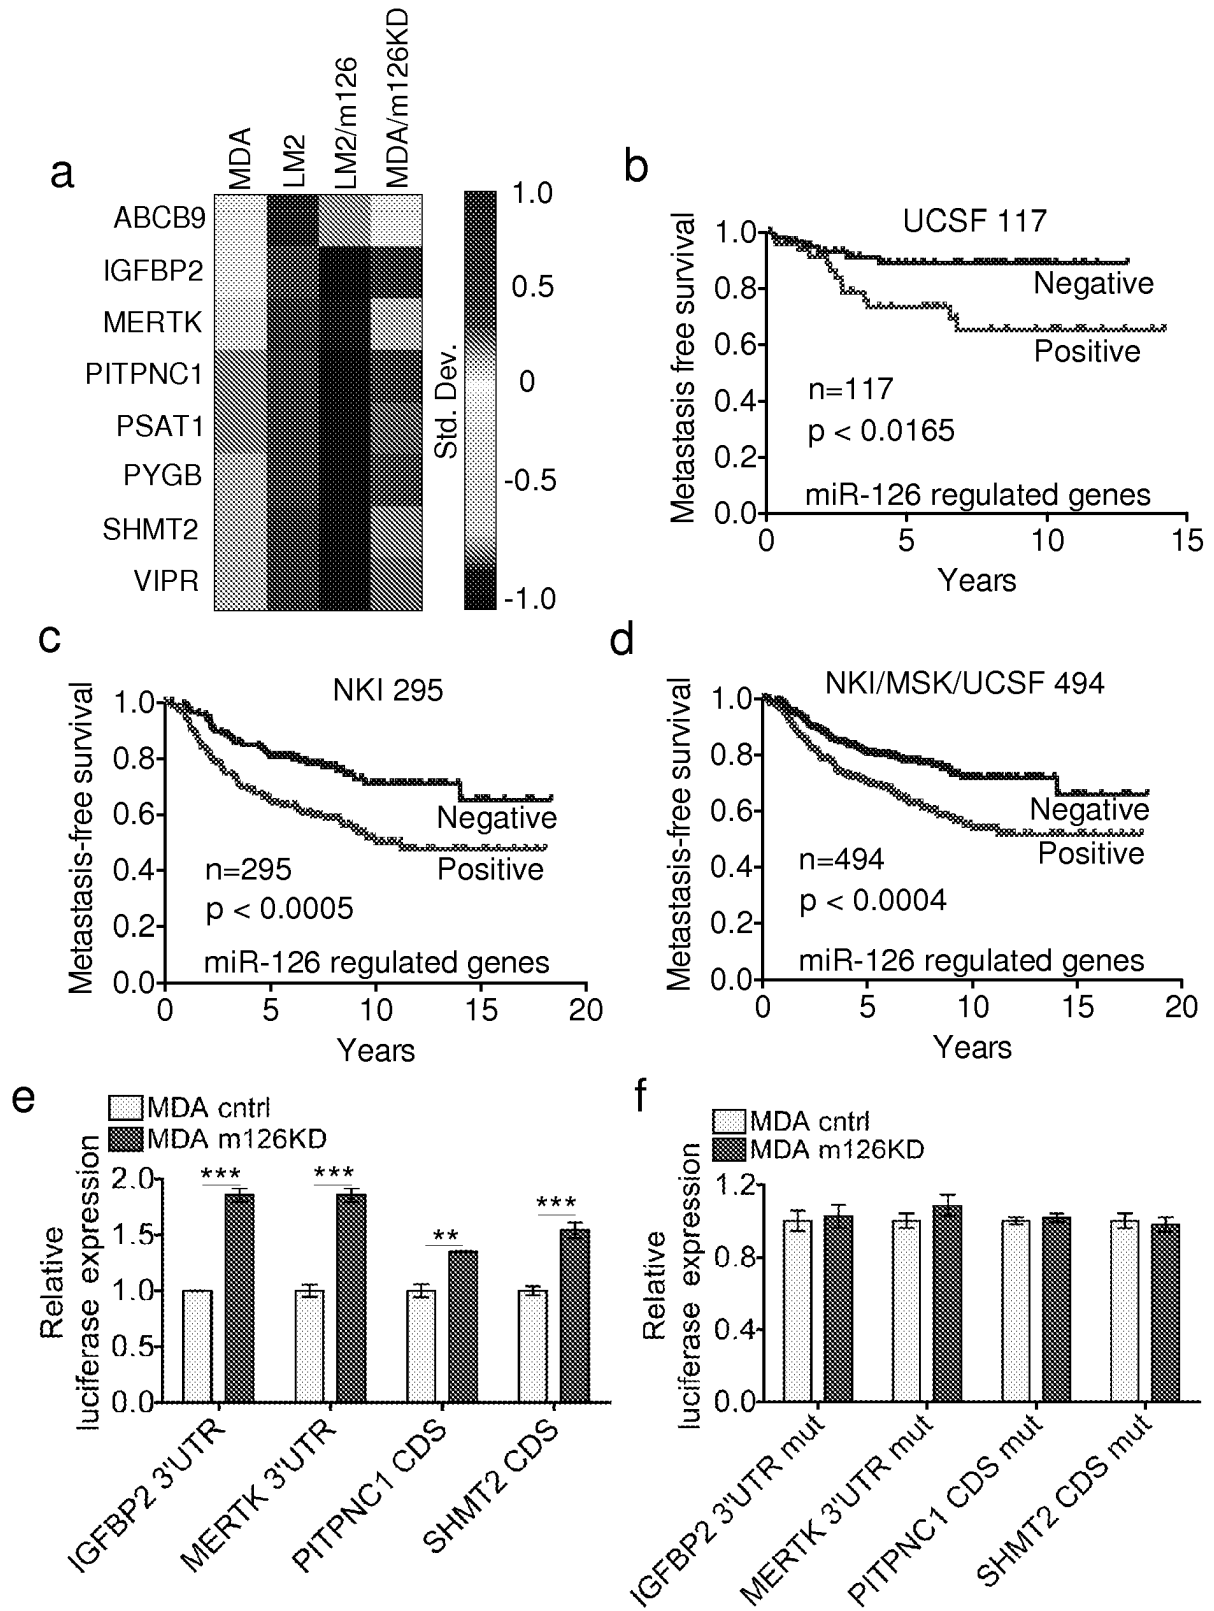 a
MDA
LM2
LM2/m126
MDA/m126KD
ABCB9
IGFBP2
MERTK
PITPNC1
PSAT1
PYGB
SHMT2
VIPR
Std. Dev.
1.0
0.5
0
-0.5
-1.0
b
UCSF 117
Metastasis free survival
1.0
0.8
0.6
0.4
0.2
0.0
Negative
Positive
n=117
p < 0.0165
miR-126 regulated genes
0 5 10 15
Years
c
NKI 295
Metastasis-free survival
1.0
0.8
0.6
0.4
0.2
0.0
Negative
Positive
n=295
p < 0.0005
miR-126 regulated genes
0 5 10 15 20
Years
d
NKI/MSK/UCSF 494
Metastasis-free survival
1.0
0.8
0.6
0.4
0.2
0.0
Negative
Positive
n=494
p < 0.0004
miR-126 regulated genes
0 5 10 15 20
Years
e
MDA cntrl
MDA m126KD
Relative
luciferase expression
2.0
1.5
1.0
0.5
0.0
***
***
**
***
IGFBP2 3'UTR
MERTK 3'UTR
PITPNC1 CDS
SHMT2 CDS
f
MDA cntrl
MDA m126KD
Relative
luciferase expression
1.2
0.8
0.4
0.0
IGFBP2 3'UTR mut
MERTK 3'UTR mut
PITPNC1 CDS mut
SHMT2 CDS mut